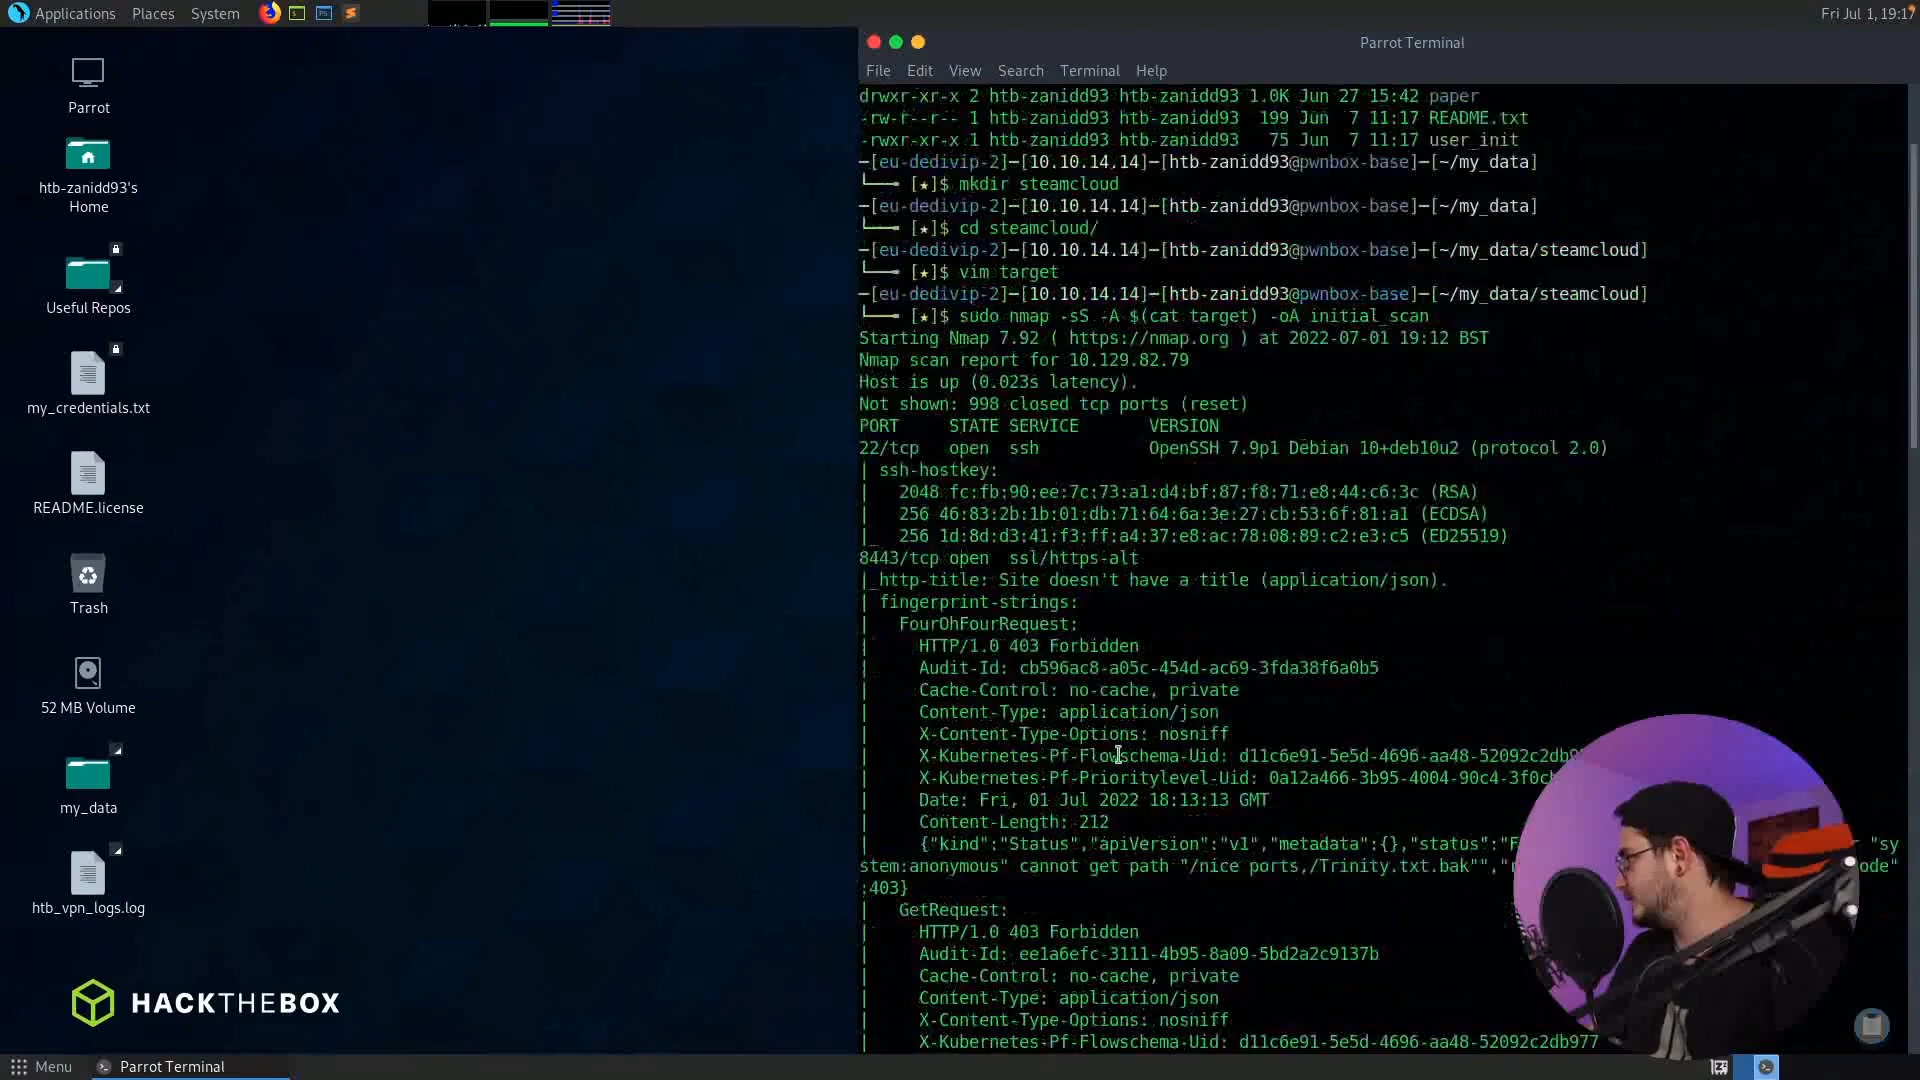 Applications Places System
Fri Jul 1, 19:17
Parrot
htb-zanidd93's
Home
Useful Repos
my_credentials.txt
README.license
Trash
52 MB Volume
my_data
htb_vpn_logs.log
HACKTHEBOX
Parrot Terminal
File Edit View Search Terminal Help
drwxr-xr-x 2 htb-zanidd93 htb-zanidd93 1.0K Jun 27 15:42 paper
-rw-r--r-- 1 htb-zanidd93 htb-zanidd93  199 Jun  7 11:17 README.txt
-rwxr-xr-x 1 htb-zanidd93 htb-zanidd93   75 Jun  7 11:17 user_init
─[eu-dedivip-2]─[10.10.14.14]─[htb-zanidd93@pwnbox-base]─[~/my_data]
└──╼ [★]$ mkdir steamcloud
─[eu-dedivip-2]─[10.10.14.14]─[htb-zanidd93@pwnbox-base]─[~/my_data]
└──╼ [★]$ cd steamcloud/
─[eu-dedivip-2]─[10.10.14.14]─[htb-zanidd93@pwnbox-base]─[~/my_data/steamcloud]
└──╼ [★]$ vim target
─[eu-dedivip-2]─[10.10.14.14]─[htb-zanidd93@pwnbox-base]─[~/my_data/steamcloud]
└──╼ [★]$ sudo nmap -sS -A $(cat target) -oA initial_scan
Starting Nmap 7.92 ( https://nmap.org ) at 2022-07-01 19:12 BST
Nmap scan report for 10.129.82.79
Host is up (0.023s latency).
Not shown: 998 closed tcp ports (reset)
PORT     STATE SERVICE       VERSION
22/tcp   open  ssh           OpenSSH 7.9p1 Debian 10+deb10u2 (protocol 2.0)
| ssh-hostkey:
|   2048 fc:fb:90:ee:7c:73:a1:d4:bf:87:f8:71:e8:44:c6:3c (RSA)
|   256 46:83:2b:1b:01:db:71:64:6a:3e:27:cb:53:6f:81:a1 (ECDSA)
|_  256 1d:8d:d3:41:f3:ff:a4:37:e8:ac:78:08:89:c2:e3:c5 (ED25519)
8443/tcp open  ssl/https-alt
|_http-title: Site doesn't have a title (application/json).
| fingerprint-strings:
|   FourOhFourRequest:
|     HTTP/1.0 403 Forbidden
|     Audit-Id: cb596ac8-a05c-454d-ac69-3fda38f6a0b5
|     Cache-Control: no-cache, private
|     Content-Type: application/json
|     X-Content-Type-Options: nosniff
|     X-Kubernetes-Pf-Flowschema-Uid: d11c6e91-5e5d-4696-aa48-52092c2db9
|     X-Kubernetes-Pf-Prioritylevel-Uid: 0a12a466-3b95-4004-90c4-3f0c
|     Date: Fri, 01 Jul 2022 18:13:13 GMT
|     Content-Length: 212
|     {"kind":"Status","apiVersion":"v1","metadata":{},"status":"F "sy
stem:anonymous" cannot get path "/nice ports,/Trinity.txt.bak"","r ode"
:403}
|   GetRequest:
|     HTTP/1.0 403 Forbidden
|     Audit-Id: ee1a6efc-3111-4b95-8a09-5bd2a2c9137b
|     Cache-Control: no-cache, private
|     Content-Type: application/json
|     X-Content-Type-Options: nosniff
|     X-Kubernetes-Pf-Flowschema-Uid: d11c6e91-5e5d-4696-aa48-52092c2db977
Menu Parrot Terminal